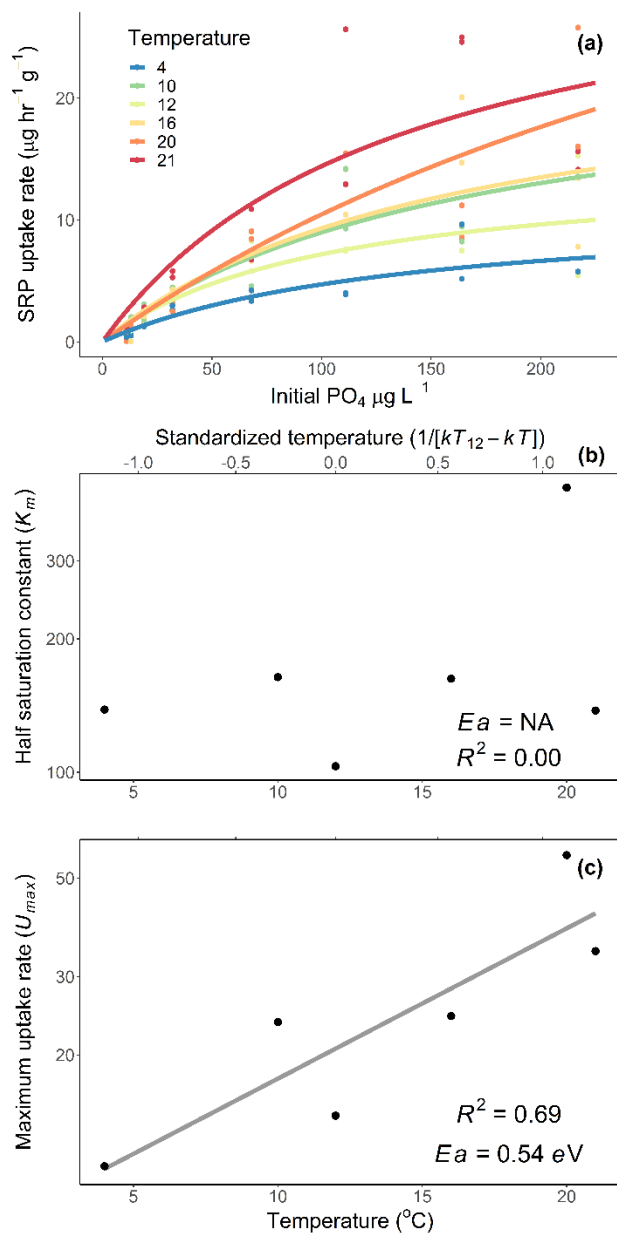 (a)
Temperature
4
10
12
16
20
21
SRP uptake rate (μg hr⁻¹ g⁻¹)
20
10
0
0 50 100 150 200
Initial PO₄ μg L ¹
Standardized temperature (1/[kT₁₂ – kT])
-1.0 -0.5 0.0 0.5 1.0
(b)
Half saturation constant (Kₘ)
300
200
100
Ea = NA
R² = 0.00
5 10 15 20
(c)
Maximum uptake rate (Uₘₐₓ)
50
30
20
R² = 0.69
Ea = 0.54 eV
5 10 15 20
Temperature (°C)